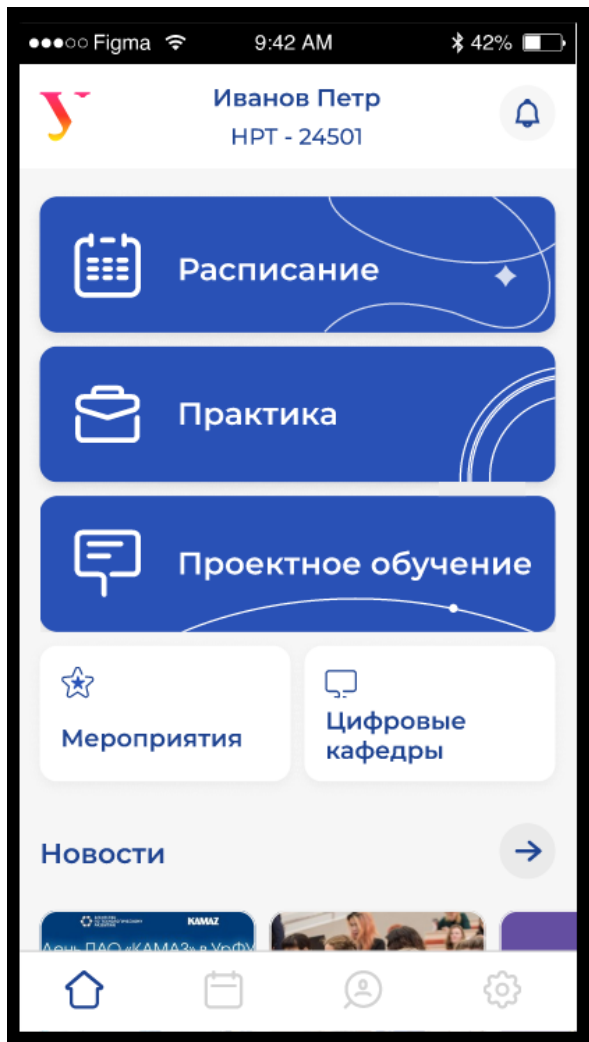 Figma 9:42 AM 42%
Иванов Петр
НРТ - 24501
Расписание
Практика
Проектное обучение
Мероприятия
Цифровые
кафедры
Новости
KAMAZ
День ПАО «КАМАЗ» в УрФУ